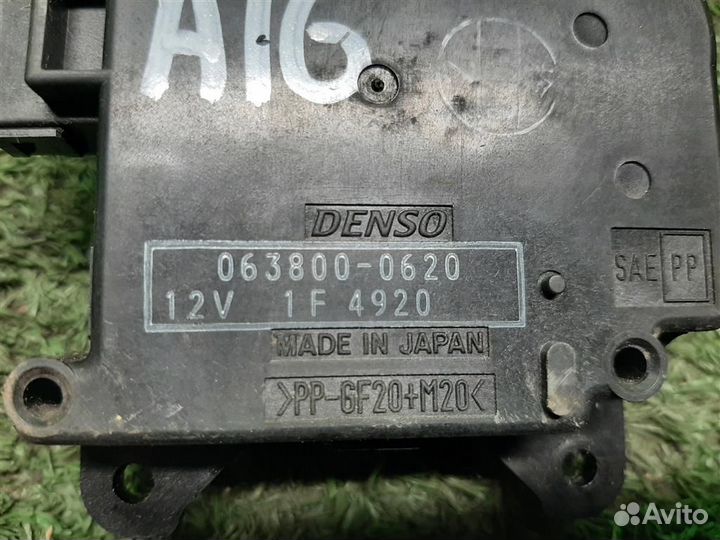 A16
DENSO
063800-0620
12V 1F 4920
SAE PP
MADE IN JAPAN
>PP-GF20+M20<
Avito